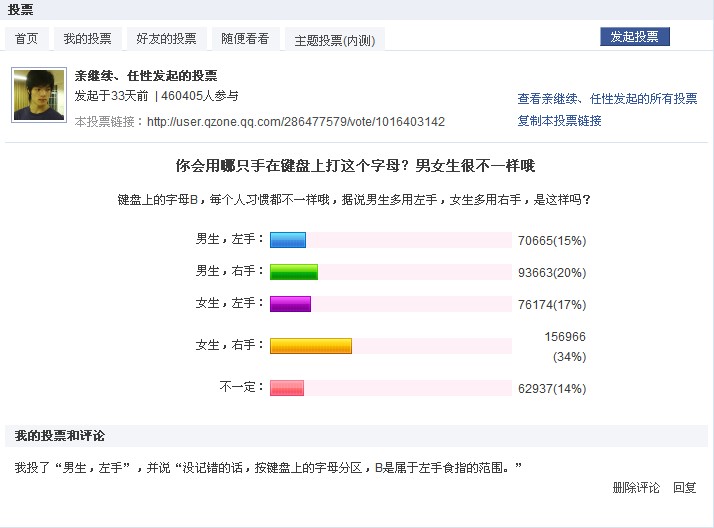 投票
首页 我的投票 好友的投票 随便看看 主题投票(内测) 发起投票
亲继续、任性发起的投票
发起于33天前 | 460405人参与
查看亲继续、任性发起的所有投票
本投票链接：http://user.qzone.qq.com/286477579/vote/1016403142
复制本投票链接
你会用哪只手在键盘上打这个字母？男女生很不一样哦
键盘上的字母B，每个人习惯都不一样哦，据说男生多用左手，女生多用右手，是这样吗？
男生，左手： 70665(15%)
男生，右手： 93663(20%)
女生，左手： 76174(17%)
女生，右手： 156966
(34%)
不一定： 62937(14%)
我的投票和评论
我投了“男生，左手”，并说“没记错的话，按键盘上的字母分区，B是属于左手食指的范围。”
删除评论 回复